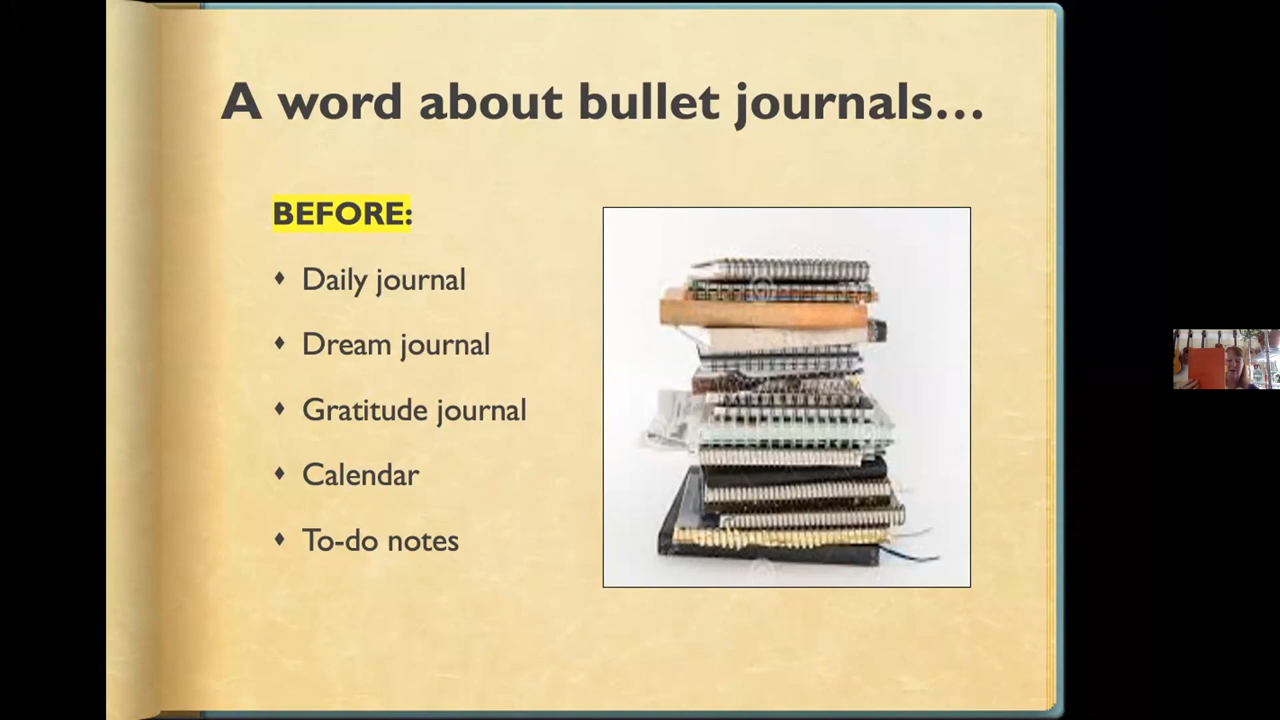 A word about bullet journals…
BEFORE:
Daily journal
Dream journal
Gratitude journal
Calendar
To-do notes